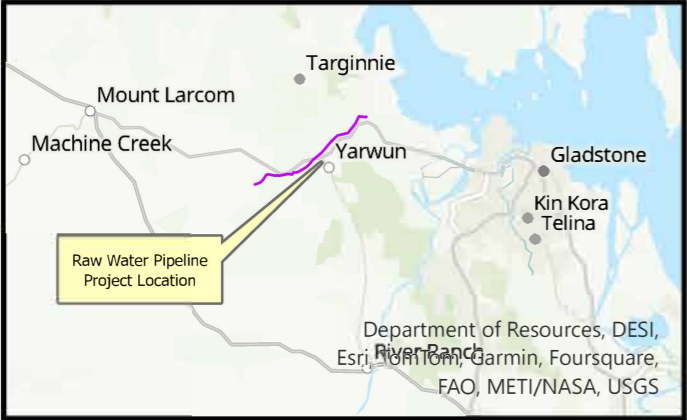 Targinnie
Mount Larcom
Machine Creek
Yarwun
Gladstone
Kin Kora
Telina
Raw Water Pipeline
Project Location
River Ranch
Department of Resources, DESI,
Esri, TomTom, Garmin, Foursquare,
FAO, METI/NASA, USGS